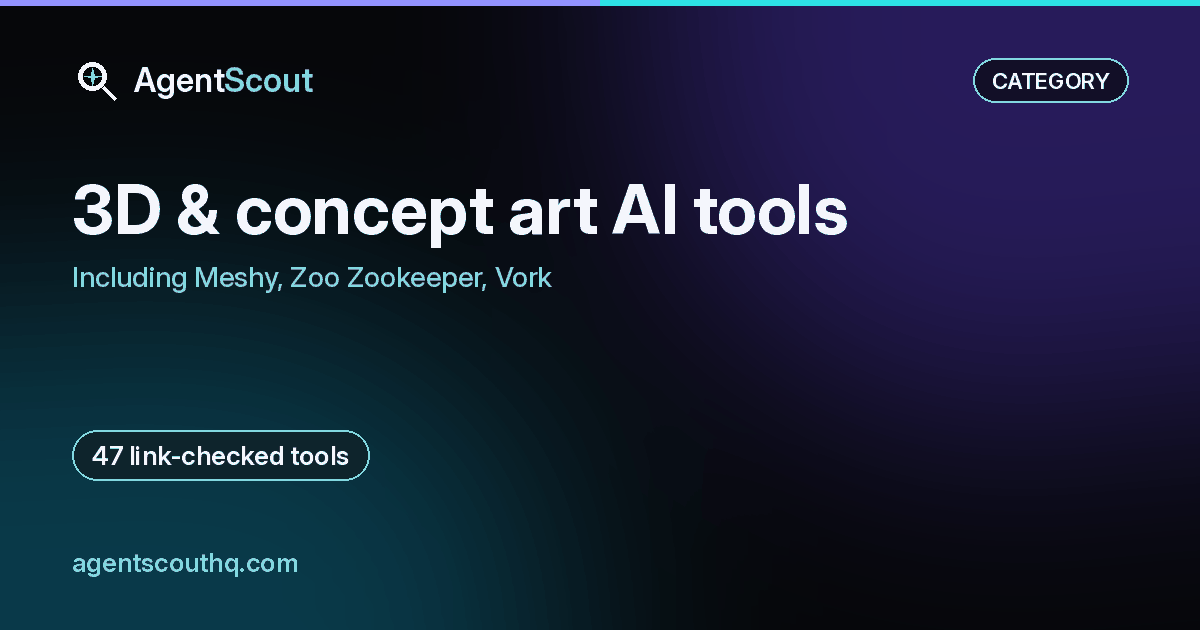 AgentScout
CATEGORY
3D & concept art AI tools
Including Meshy, Zoo Zookeeper, Vork
47 link-checked tools
agentscouthq.com